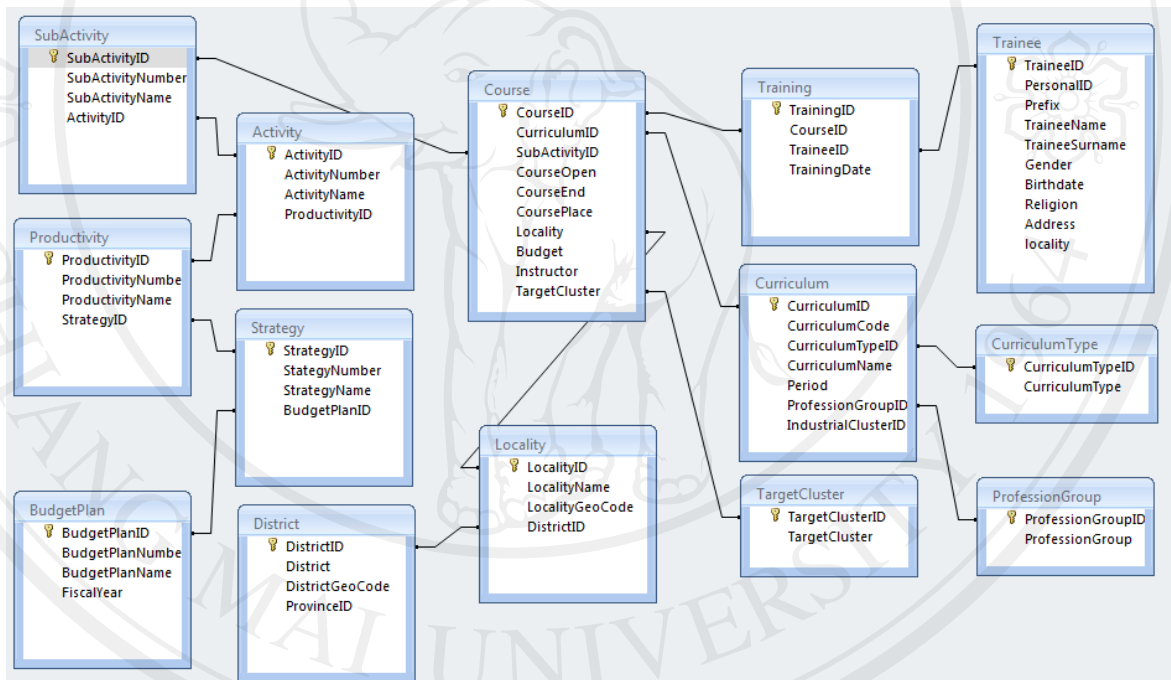 SubActivity
SubActivityID
SubActivityNumber
SubActivityName
ActivityID
Activity
ActivityID
ActivityNumber
ActivityName
ProductivityID
Productivity
ProductivityID
ProductivityNumbe
ProductivityName
StrategyID
Strategy
StrategyID
StategyNumber
StrategyName
BudgetPlanID
BudgetPlan
BudgetPlanID
BudgetPlanNumbe
BudgetPlanName
FiscalYear
District
DistrictID
District
DistrictGeoCode
ProvinceID
Course
CourseID
CurriculumID
SubActivityID
CourseOpen
CourseEnd
CoursePlace
Locality
Budget
Instructor
TargetCluster
Locality
LocalityID
LocalityName
LocalityGeoCode
DistrictID
Training
TrainingID
CourseID
TraineeID
TrainingDate
Curriculum
CurriculumID
CurriculumCode
CurriculumTypeID
CurriculumName
Period
ProfessionGroupID
IndustrialClusterID
TargetCluster
TargetClusterID
TargetCluster
Trainee
TraineeID
PersonalID
Prefix
TraineeName
TraineeSurname
Gender
Birthdate
Religion
Address
locality
CurriculumType
CurriculumTypeID
CurriculumType
ProfessionGroup
ProfessionGroupID
ProfessionGroup
MAI UNIVERSITY 1964